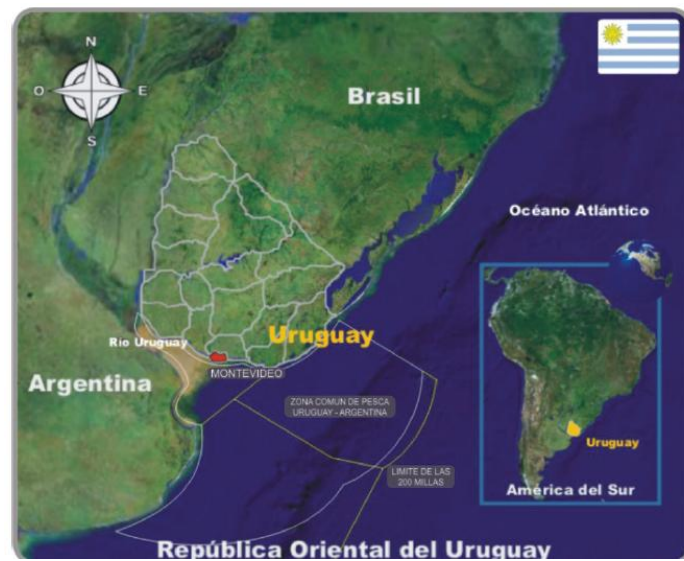 N
O
E
S
Brasil
Océano Atlántico
Río Uruguay
Uruguay
MONTEVIDEO
Argentina
ZONA COMUN DE PESCA
URUGUAY - ARGENTINA
LIMITE DE LAS
200 MILLAS
Uruguay
América del Sur
República Oriental del Uruguay